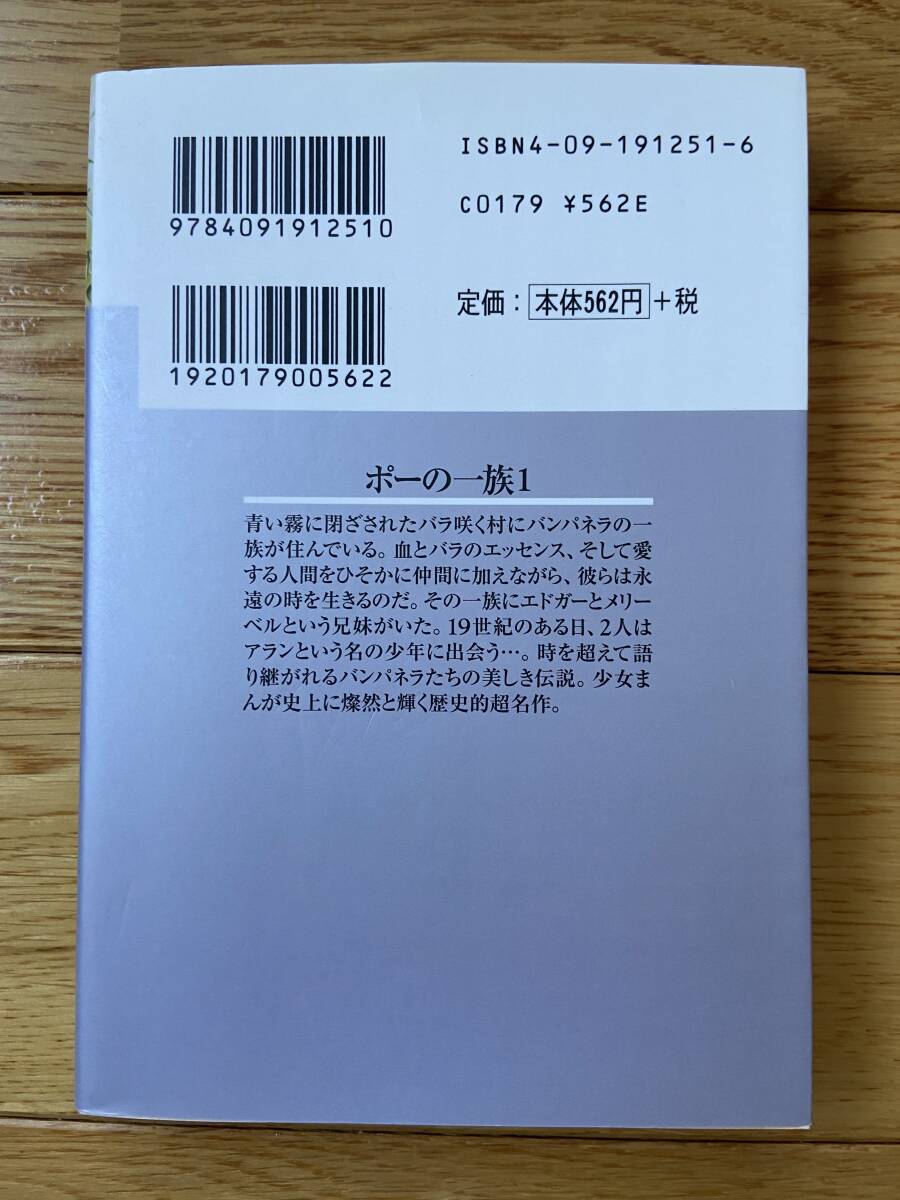 ISBN4-09-191251-6
9784091912510
C0179 ¥562E
定価：本体562円+税
1920179005622
ポーの一族1
青い霧に閉ざされたバラ咲く村にバンパネラの一
族が住んでいる。血とバラのエッセンス、そして愛
する人間をひそかに仲間に加えながら、彼らは永
遠の時を生きるのだ。その一族にエドガーとメリー
ベルという兄妹がいた。19世紀のある日、2人は
アランという名の少年に出会う…。時を超えて語
り継がれるバンパネラたちの美しき伝説。少女ま
んが史上に燦然と輝く歴史的超名作。